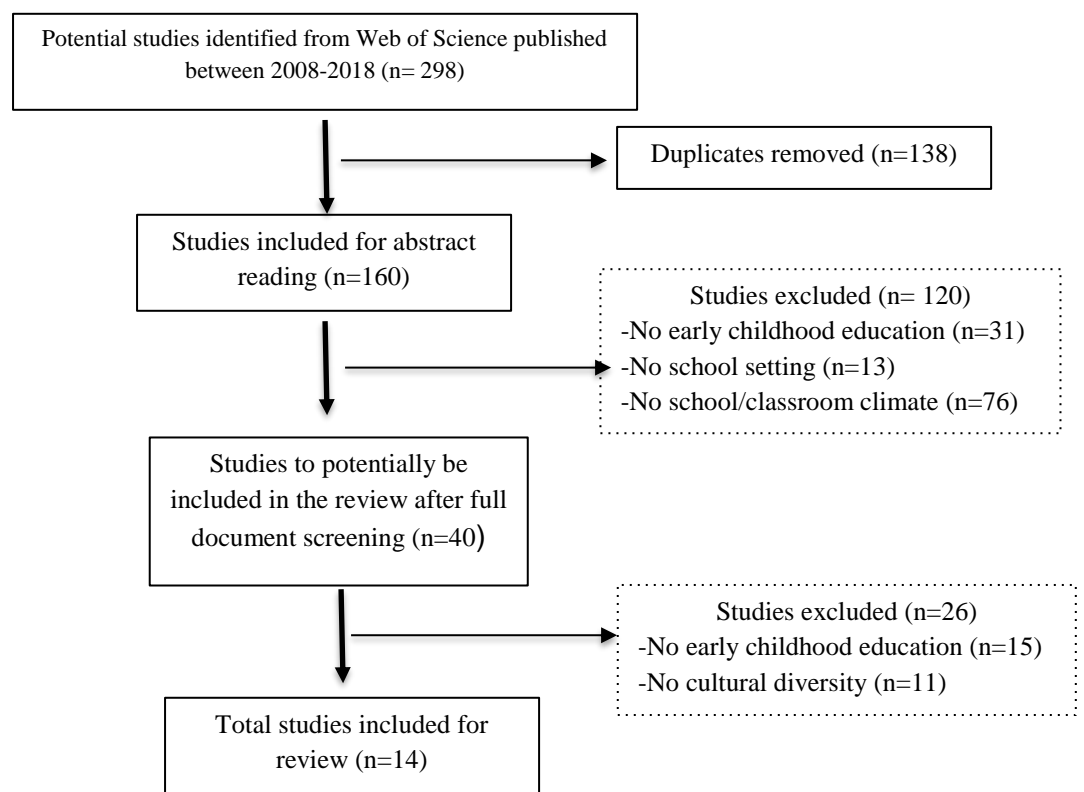 Potential studies identified from Web of Science published
between 2008-2018 (n= 298)
Duplicates removed (n=138)
Studies included for abstract
reading (n=160)
Studies excluded (n= 120)
-No early childhood education (n=31)
-No school setting (n=13)
-No school/classroom climate (n=76)
Studies to potentially be
included in the review after full
document screening (n=40)
Studies excluded (n=26)
-No early childhood education (n=15)
-No cultural diversity (n=11)
Total studies included for
review (n=14)